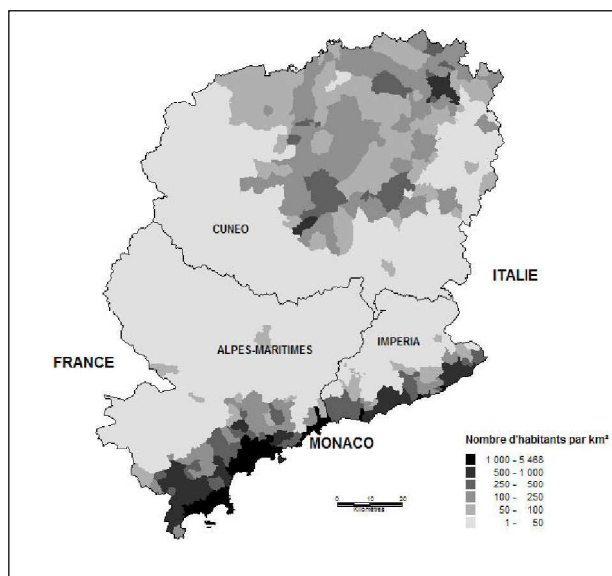 CUNEO
ITALIE
ALPES-MARITIMES
IMPERIA
FRANCE
MONACO
Nombre d'habitants par km²
1 000 - 5 468
500 - 1 000
250 - 500
100 - 250
50 - 100
1 - 50
0 10 20
Kilomètres